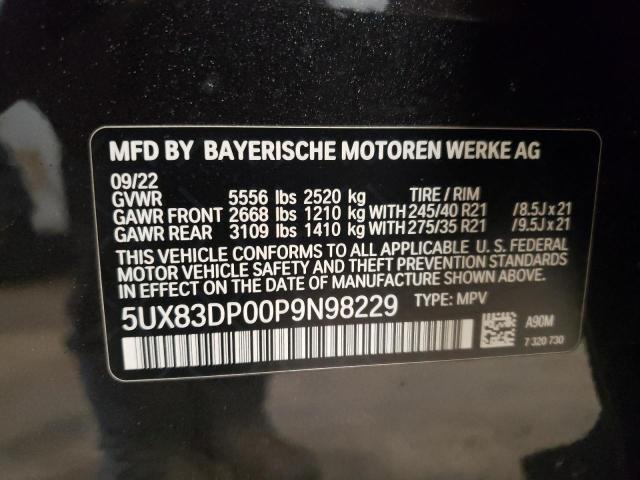 MFD BY BAYERISCHE MOTOREN WERKE AG
09/22
GVWR 5556 lbs 2520 kg TIRE / RIM
GAWR FRONT 2668 lbs 1210 kg WITH 245/40 R21 /8.5J x 21
GAWR REAR 3109 lbs 1410 kg WITH 275/35 R21 /9.5J x 21
THIS VEHICLE CONFORMS TO ALL APPLICABLE U. S. FEDERAL
MOTOR VEHICLE SAFETY AND THEFT PREVENTION STANDARDS
IN EFFECT ON THE DATE OF MANUFACTURE SHOWN ABOVE.
5UX83DP00P9N98229 TYPE: MPV
A90M
7 320 730